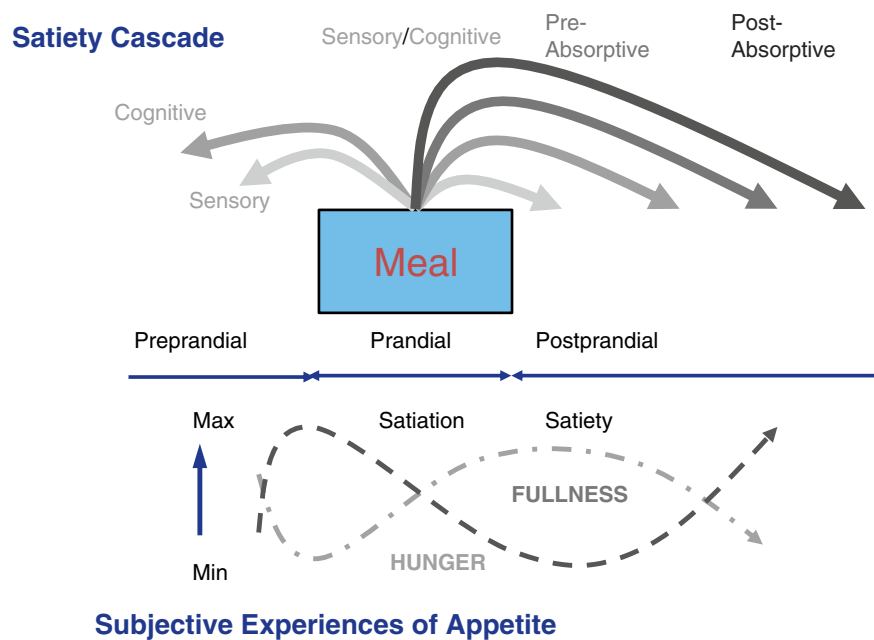 Satiety Cascade
Sensory/Cognitive
Pre-
Absorptive
Post-
Absorptive
Cognitive
Sensory
Meal
Preprandial
Prandial
Postprandial
Max
Satiation
Satiety
FULLNESS
HUNGER
Min
Subjective Experiences of Appetite